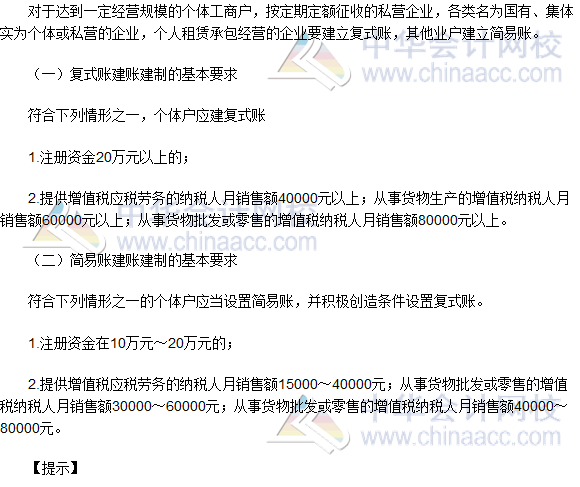 对于达到一定经营规模的个体工商户，按定期定额征收的私营企业，各类名为国有、集体
实为个体或私营的企业，个人租赁承包经营的企业要建立复式账，其他业户建立简易账。
（一）复式账建账建制的基本要求
符合下列情形之一，个体户应建复式账
1.注册资金20万元以上的；
2.提供增值税应税劳务的纳税人月销售额40000元以上；从事货物生产的增值税纳税人月
销售额60000元以上；从事货物批发或零售的增值税纳税人月销售额80000元以上。
（二）简易账建账建制的基本要求
符合下列情形之一的个体户应当设置简易账，并积极创造条件设置复式账。
1.注册资金在10万元～20万元的；
2.提供增值税应税劳务的纳税人月销售额15000～40000元；从事货物批发或零售的增值
税纳税人月销售额30000～60000元；从事货物批发或零售的增值税纳税人月销售额40000～
80000元。
【提示】
中华会计网校
www.chinaacc.com
中华会计网校
www.chinaacc.com
中华会计网校
www.chinaacc.com